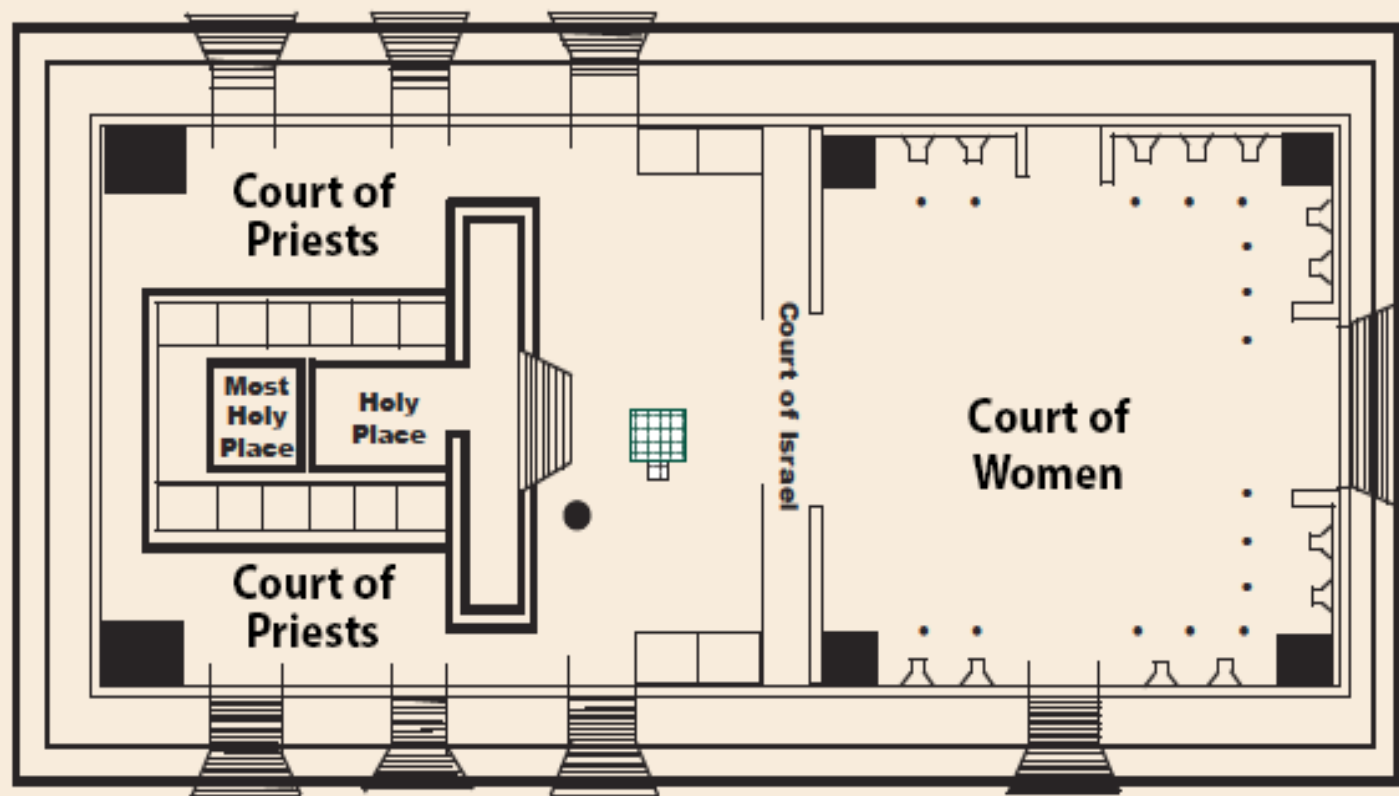 Court of
Priests
Most
Holy
Place
Holy
Place
Court of Israel
Court of
Women
Court of
Priests